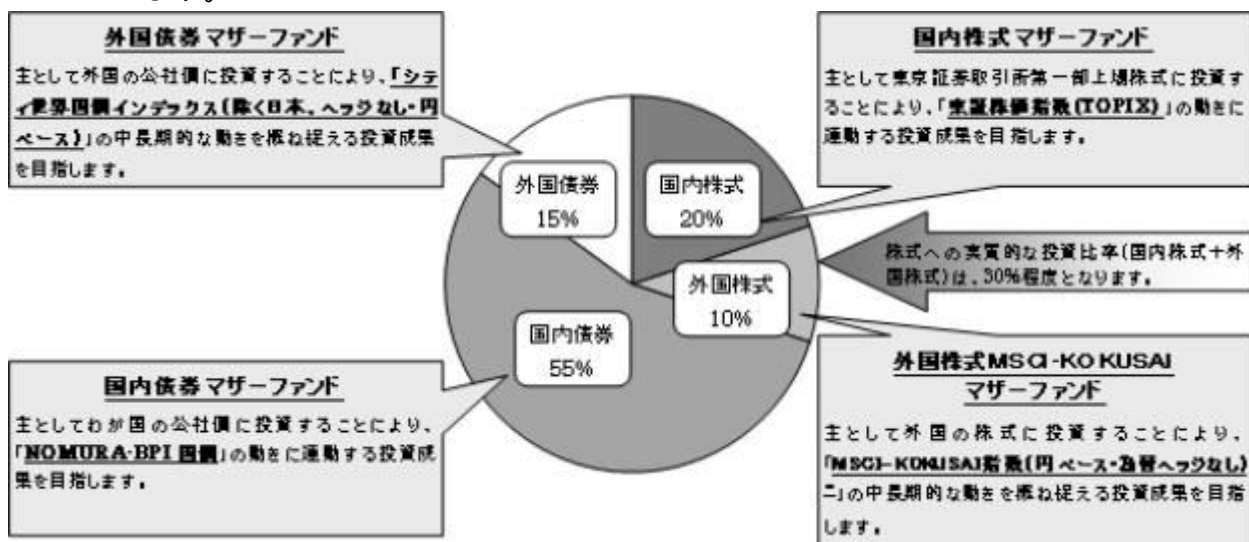 外国債券マザーファンド
主として外国の公社債に投資することにより、「シテ
ィ世界国債インデックス(除く日本、ヘッジなし・円
ベース)」の中長期的な動きを概ね捉える投資成果
を目指します。
国内株式マザーファンド
主として東京証券取引所第一部上場株式に投資す
ることにより、「東証株価指数(TOPIX)」の動きに
連動する投資成果を目指します。
外国債券
15%
国内株式
20%
株式への実質的な投資比率(国内株式+外
国株式)は、30%程度となります。
外国株式
10%
国内債券
55%
国内債券マザーファンド
主としてわが国の公社債に投資することにより、
「NOMURA-BPI 国債」の動きに連動する投資成
果を目指します。
外国株式MSCI-KOKUSAI
マザーファンド
主として外国の株式に投資することにより、
「MSCI-KOKUSAI指数(円ベース・為替ヘッジなし)
」の中長期的な動きを概ね捉える投資成果を目指
します。